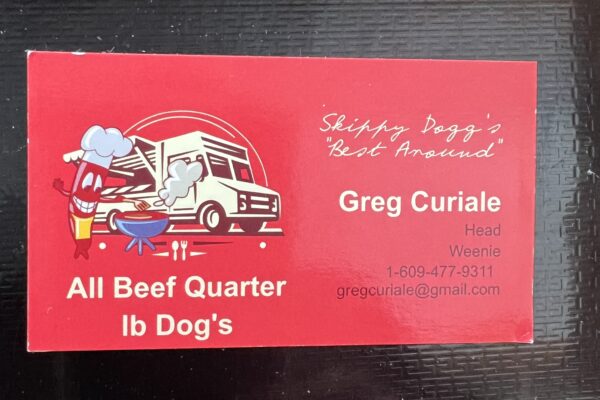 Skippy Dogg's
"Best Around"
Greg Curiale
Head
Weenie
1-609-477-9311
gregcuriale@gmail.com
All Beef Quarter
lb Dog's